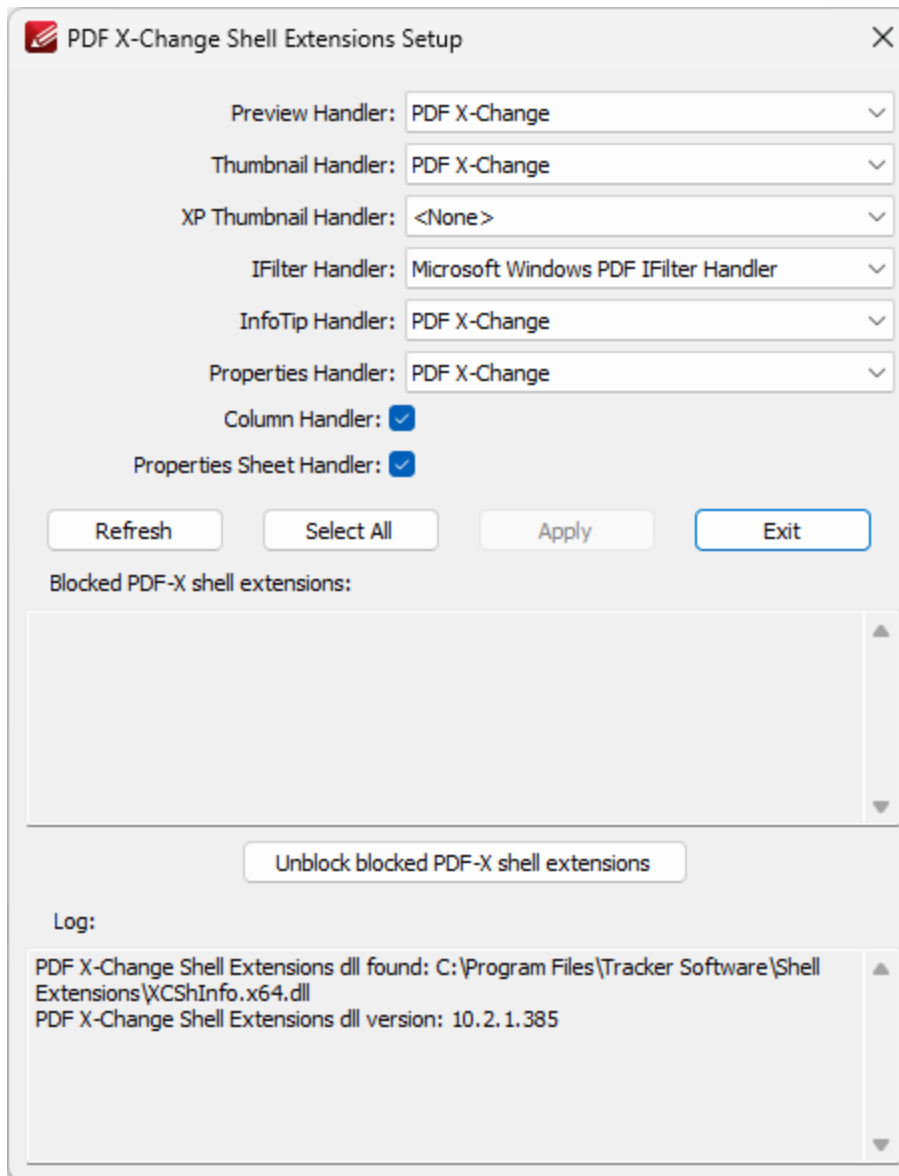 PDF X-Change Shell Extensions Setup
Preview Handler: PDF X-Change
Thumbnail Handler: PDF X-Change
XP Thumbnail Handler: <None>
IFilter Handler: Microsoft Windows PDF IFilter Handler
InfoTip Handler: PDF X-Change
Properties Handler: PDF X-Change
Column Handler:
Properties Sheet Handler:
Refresh Select All Apply Exit
Blocked PDF-X shell extensions:
Unblock blocked PDF-X shell extensions
Log:
PDF X-Change Shell Extensions dll found: C:\Program Files\Tracker Software\Shell
Extensions\XCShInfo.x64.dll
PDF X-Change Shell Extensions dll version: 10.2.1.385